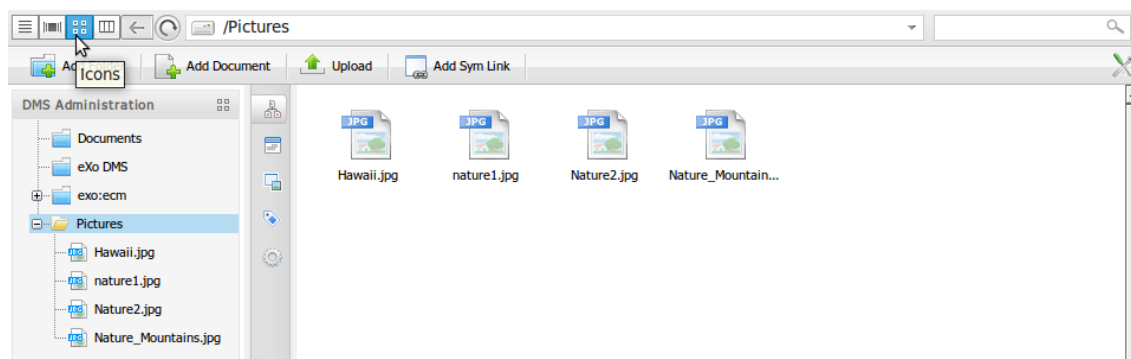 /Pictures
Ad
Icons
Add Document
Upload
Add Sym Link
DMS Administration
Documents
eXo DMS
exo:ecm
Pictures
Hawaii.jpg
nature1.jpg
Nature2.jpg
Nature_Mountains.jpg
JPG
JPG
JPG
JPG
Hawaii.jpg
nature1.jpg
Nature2.jpg
Nature_Mountain...